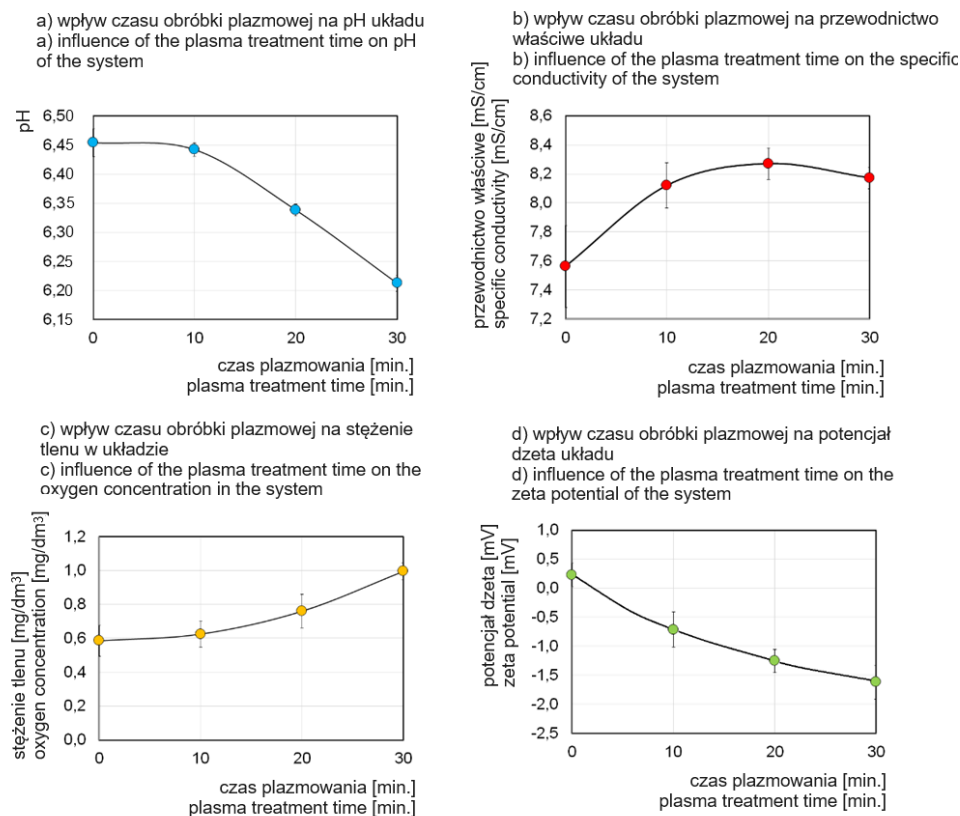 a) wpływ czasu obróbki plazmowej na pH układu
a) influence of the plasma treatment time on pH
of the system
pH
6,50
6,45
6,40
6,35
6,30
6,25
6,20
6,15
0 10 20 30
czas plazmowania [min.]
plasma treatment time [min.]
b) wpływ czasu obróbki plazmowej na przewodnictwo
właściwe układu
b) influence of the plasma treatment time on the specific
conductivity of the system
przewodnictwo właściwe [mS/cm]
specific conductivity [mS/cm]
8,6
8,4
8,2
8,0
7,8
7,6
7,4
7,2
0 10 20 30
czas plazmowania [min.]
plasma treatment time [min.]
c) wpływ czasu obróbki plazmowej na stężenie
tlenu w układzie
c) influence of the plasma treatment time on the
oxygen concentration in the system
stężenie tlenu [mg/dm³]
oxygen concentration [mg/dm³]
1,2
1,0
0,8
0,6
0,4
0,2
0,0
0 10 20 30
czas plazmowania [min.]
plasma treatment time [min.]
d) wpływ czasu obróbki plazmowej na potencjał
dzeta układu
d) influence of the plasma treatment time on the
zeta potential of the system
potencjał dzeta [mV]
zeta potential [mV]
1,0
0,5
0,0
-0,5
-1,0
-1,5
-2,0
-2,5
0 10 20 30
czas plazmowania [min.]
plasma treatment time [min.]